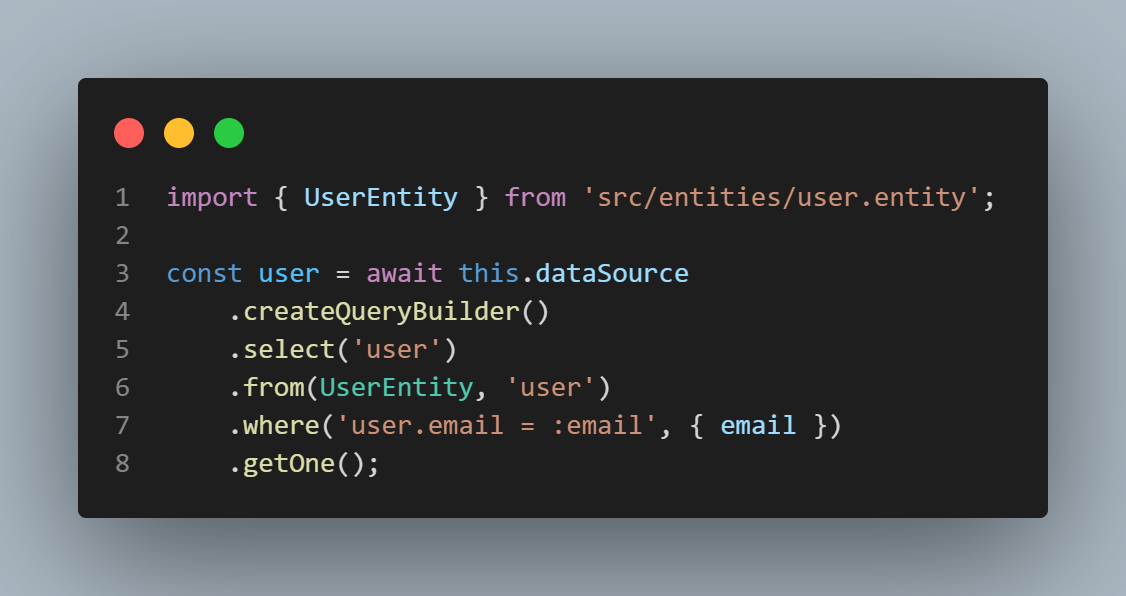 1 import { UserEntity } from 'src/entities/user.entity';
2
3 const user = await this.dataSource
4     .createQueryBuilder()
5     .select('user')
6     .from(UserEntity, 'user')
7     .where('user.email = :email', { email })
8     .getOne();